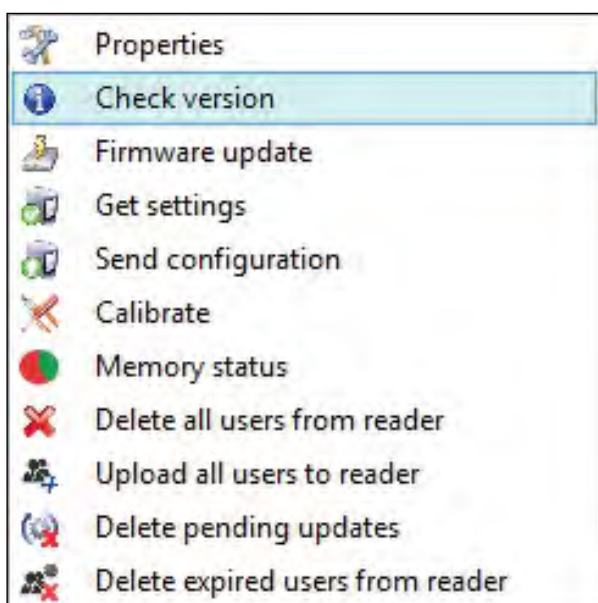 Properties
Check version
Firmware update
Get settings
Send configuration
Calibrate
Memory status
Delete all users from reader
Upload all users to reader
Delete pending updates
Delete expired users from reader